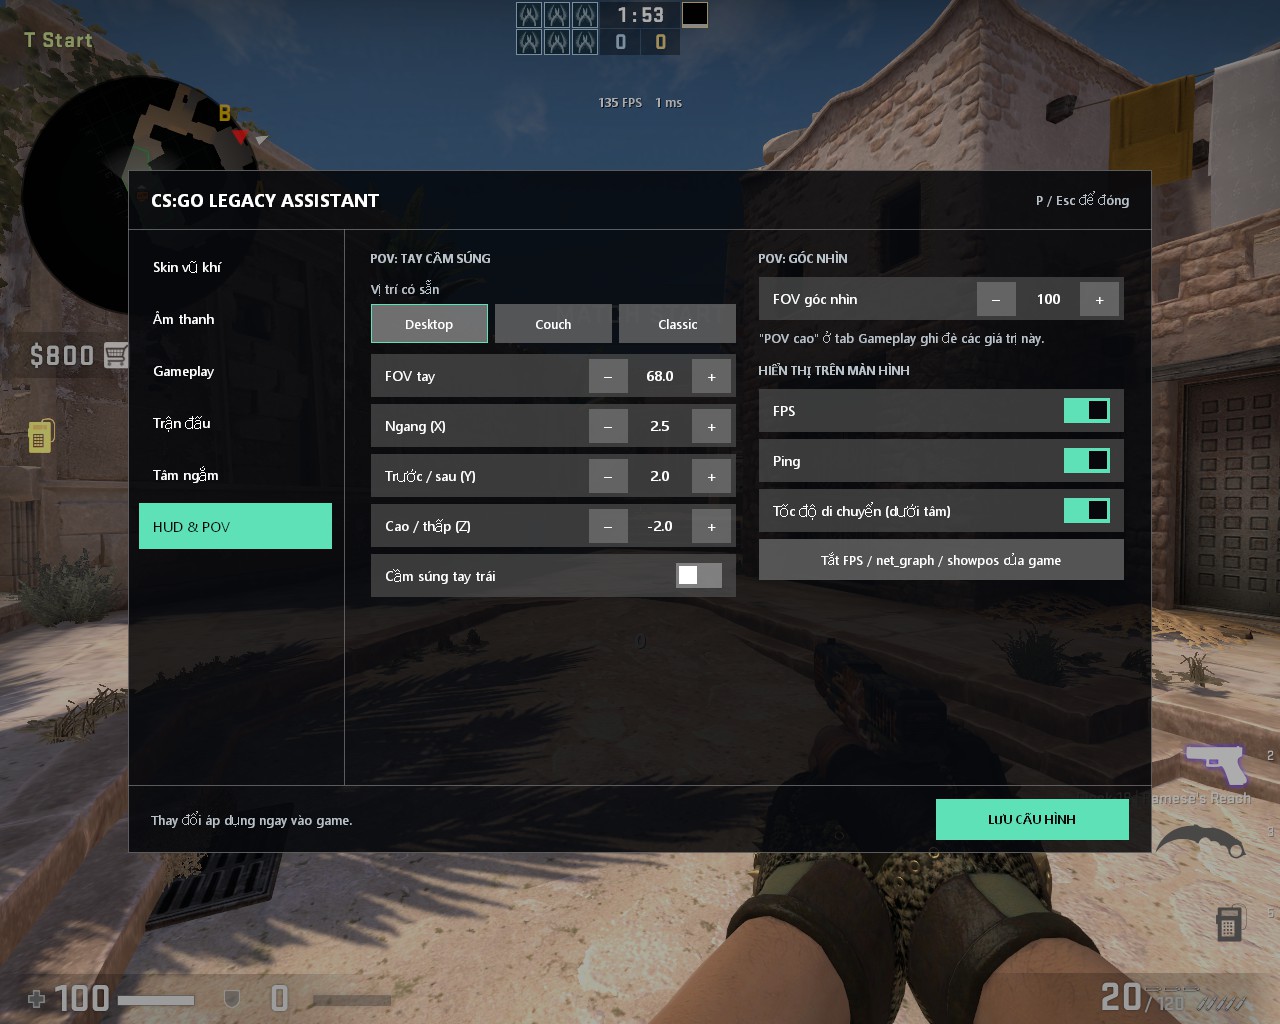 T Start
1:53
0 0
135 FPS 1 ms
B
CS:GO LEGACY ASSISTANT
P / Esc để đóng
Skin vũ khí
Âm thanh
Gameplay
Trận đấu
Tâm ngắm
HUD & POV
POV: TAY CẦM SÚNG
Vị trí có sẵn
Desktop Couch Classic
FOV tay – 68.0 +
Ngang (X) – 2.5 +
Trước / sau (Y) – 2.0 +
Cao / thấp (Z) – -2.0 +
Cầm súng tay trái
POV: GÓC NHÌN
FOV góc nhìn – 100 +
"POV cao" ở tab Gameplay ghi đè các giá trị này.
HIỂN THỊ TRÊN MÀN HÌNH
FPS
Ping
Tốc độ di chuyển (dưới tâm)
Tắt FPS / net_graph / showpos của game
$800
0
2
Ramese's Reach
3
5
Thay đổi áp dụng ngay vào game.
LƯU CẤU HÌNH
100 0
20 / 120